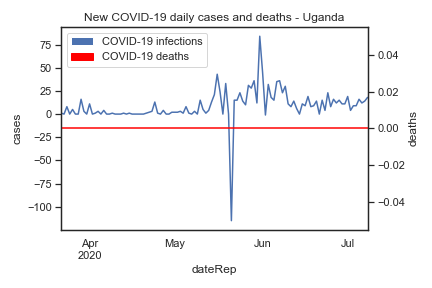 New COVID-19 daily cases and deaths - Uganda
COVID-19 infections
COVID-19 deaths
75
50
25
0
−25
−50
−75
−100
cases
0.04
0.02
0.00
−0.02
−0.04
deaths
Apr
2020
May
Jun
Jul
dateRep